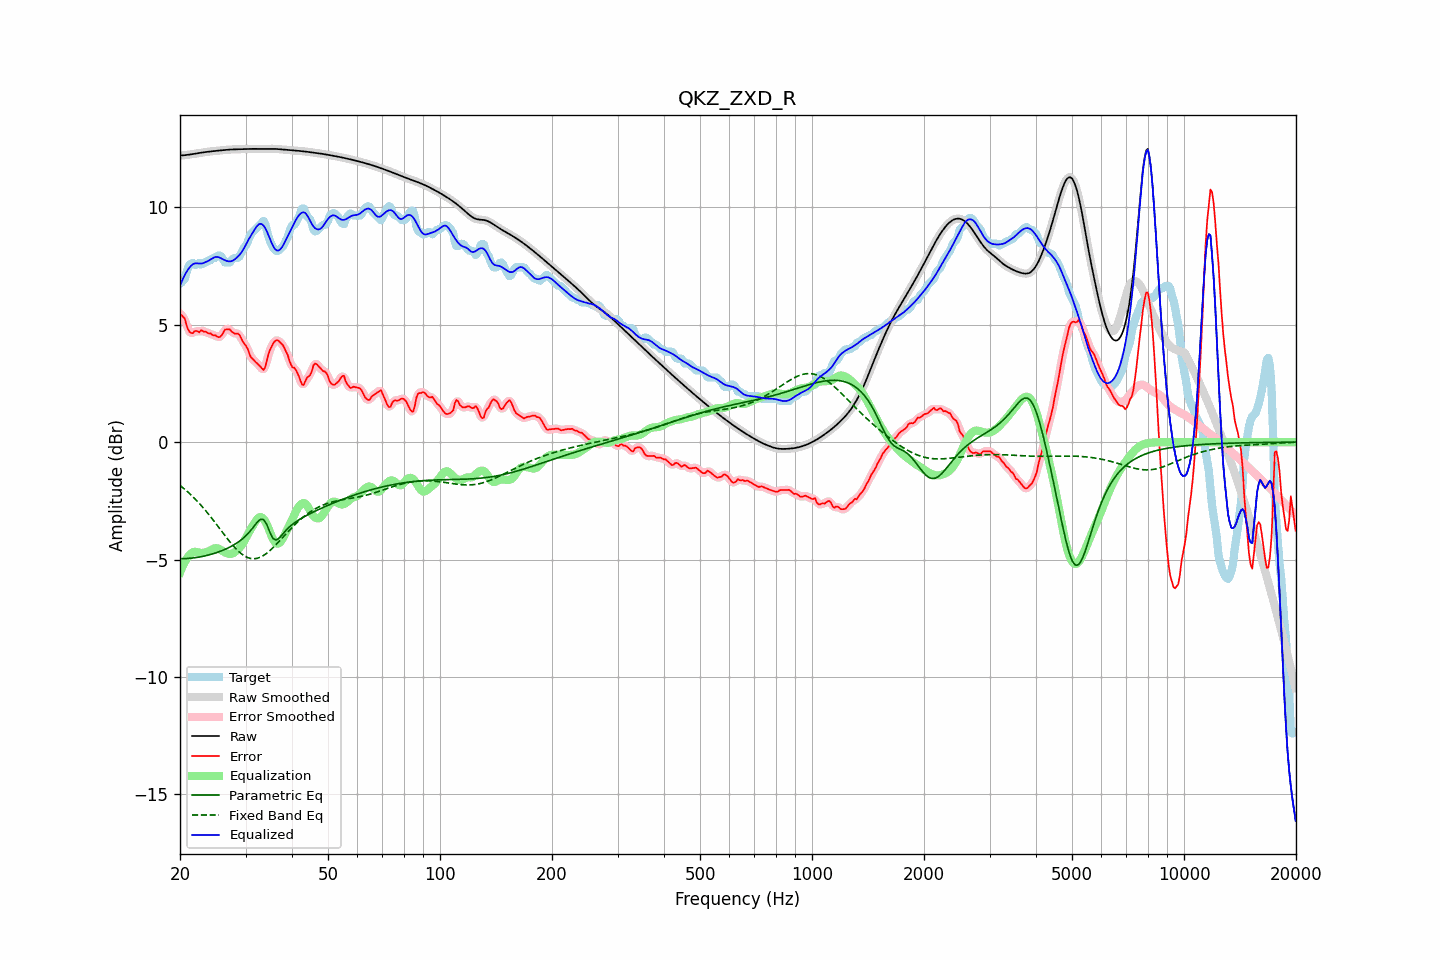 QKZ_ZXD_R
Amplitude (dBr)
10
5
0
−5
−10
−15
Target
Raw Smoothed
Error Smoothed
Raw
Error
Equalization
Parametric Eq
Fixed Band Eq
Equalized
20 50 100 200 500 1000 2000 5000 10000 20000
Frequency (Hz)